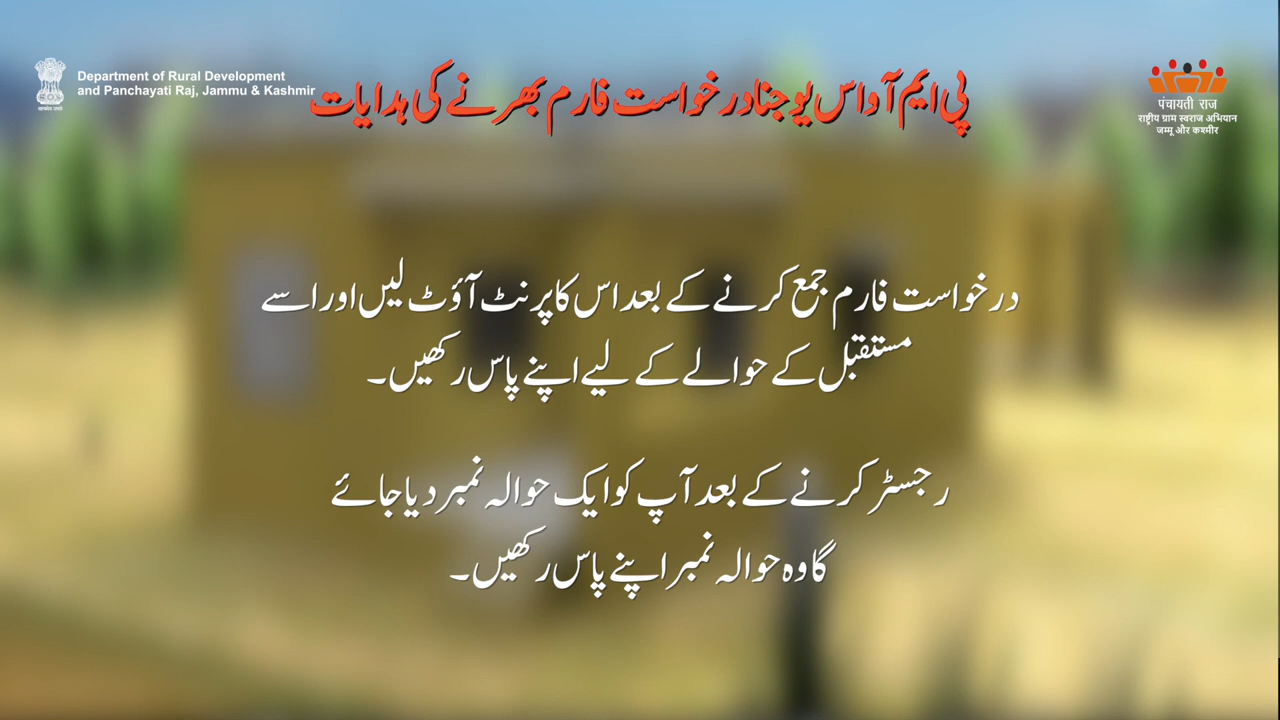 Department of Rural Development
and Panchayati Raj, Jammu & Kashmir
پی ایم آواس یوجنا درخواست فارم بھرنے کی ہدایات
पंचायती राज
राष्ट्रीय ग्राम स्वराज अभियान
जम्मू और कश्मीर
درخواست فارم جمع کرنے کے بعد اس کا پرنٹ آؤٹ لیں اور اسے
مستقبل کے حوالے کے لیے اپنے پاس رکھیں۔
رجسٹر کرنے کے بعد آپ کو ایک حوالہ نمبر دیا جائے
گا وہ حوالہ نمبر اپنے پاس رکھیں۔